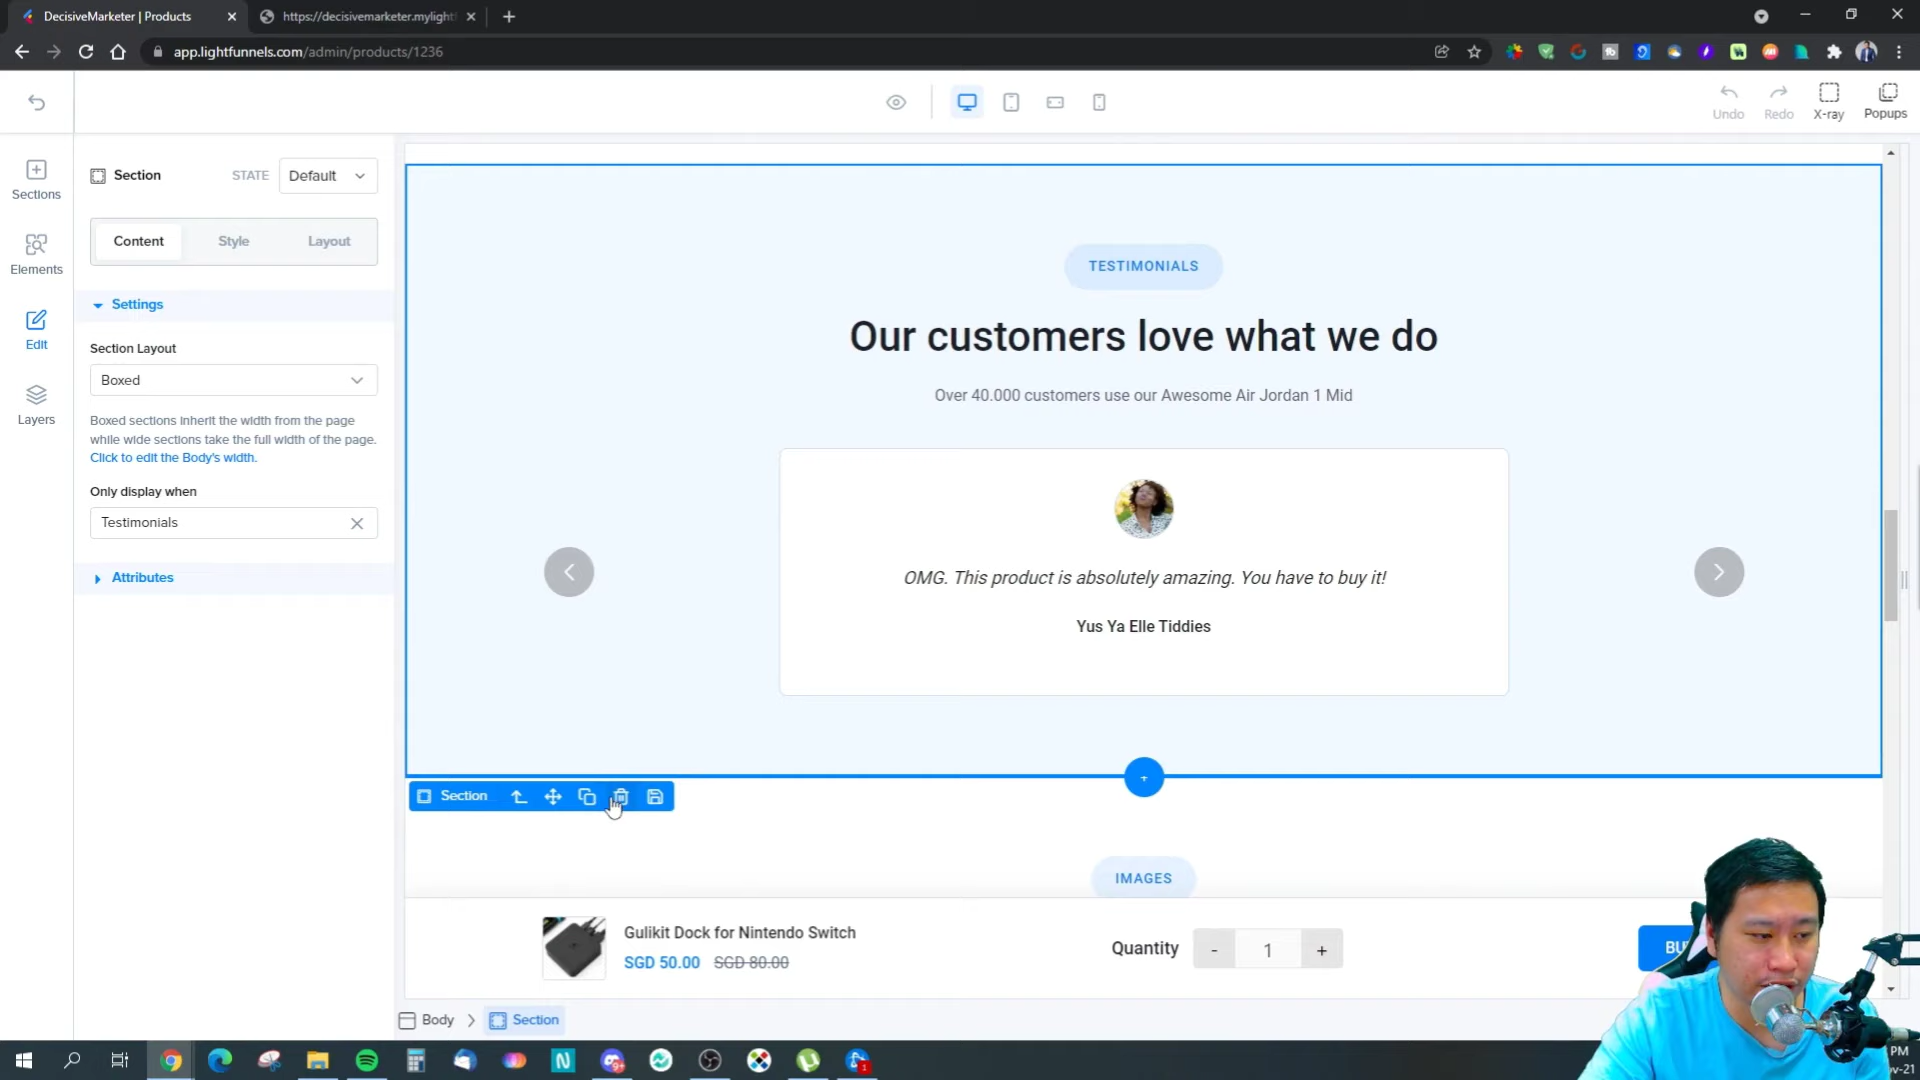 DecisiveMarketer | Products
https://decisivemarketer.mylight
app.lightfunnels.com/admin/products/1236
Undo
Redo
X-ray
Popups
Sections
Elements
Edit
Layers
Section
STATE
Default
Content
Style
Layout
Settings
Section Layout
Boxed
Boxed sections inherit the width from the page
while wide sections take the full width of the page.
Click to edit the Body's width.
Only display when
Testimonials
Attributes
TESTIMONIALS
Our customers love what we do
Over 40.000 customers use our Awesome Air Jordan 1 Mid
OMG. This product is absolutely amazing. You have to buy it!
Yus Ya Elle Tiddies
Section
IMAGES
Gulikit Dock for Nintendo Switch
SGD 50.00 SGD 80.00
Quantity
- 1 +
Body
Section
PM